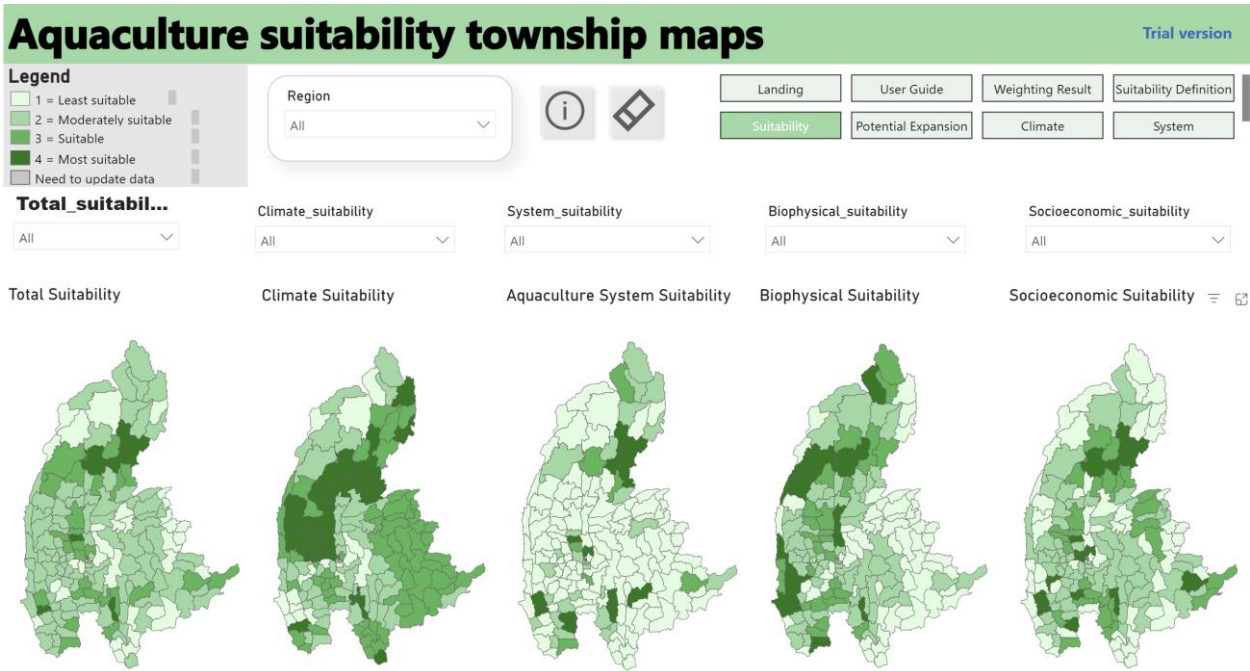 Aquaculture suitability township maps
Trial version
Legend
1 = Least suitable
2 = Moderately suitable
3 = Suitable
4 = Most suitable
Need to update data
Region
All
i
Landing
User Guide
Weighting Result
Suitability Definition
Suitability
Potential Expansion
Climate
System
Total_suitabil...
All
Climate_suitability
All
System_suitability
All
Biophysical_suitability
All
Socioeconomic_suitability
All
Total Suitability
Climate Suitability
Aquaculture System Suitability
Biophysical Suitability
Socioeconomic Suitability